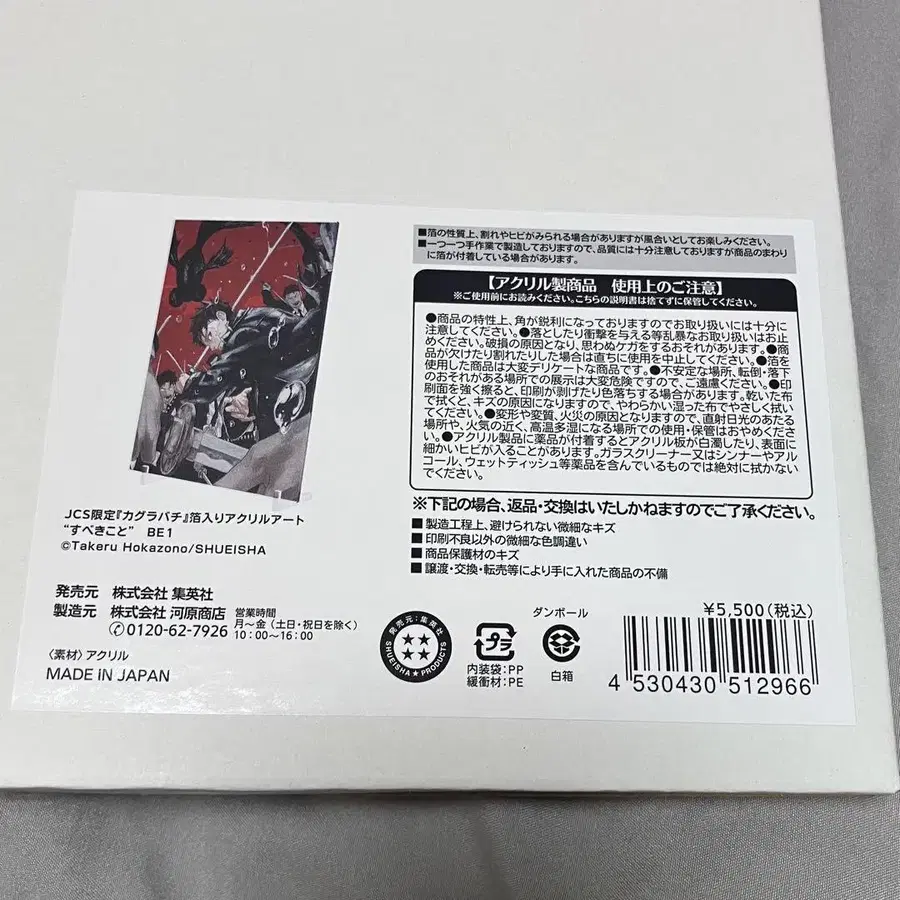 ■箔の性質上、割れやヒビがみられる場合がありますが風合いとしてお楽しみください。
■一つ一つ手作業で製造しておりますので、品質には十分注意しておりますが商品のまわりに箔が付着している場合があります。
【アクリル製商品 使用上のご注意】
※ご使用前にお読みください。こちらの説明書は捨てずに保管してください。
●商品の特性上、角が鋭利になっておりますのでお取り扱いには十分に
注意してください。●落としたり衝撃を与える等乱暴なお取り扱いはお止
めください。破損の原因となり、思わぬケガをするおそれがあります。●商
品が欠けたり割れたりした場合は直ちに使用を中止してください。●箔を
使用した商品は大変デリケートな商品です。●不安定な場所、転倒・落下
のおそれがある場所での展示は大変危険ですので、ご遠慮ください。●印
刷面を強く擦ると、印刷が剥げたり色落ちする場合があります。乾いた布
で拭くと、キズの原因になりますので、やわらかい湿った布でやさしく拭い
てください。●変形や変質、火災の原因となりますので、直射日光のあたる
場所や、火気の近く、高温多湿になる場所での使用・保管はおやめくださ
い。●アクリル製品に薬品が付着するとアクリル板が白濁したり、表面に
細かいヒビが入ることがあります。ガラスクリーナー又はシンナーやアル
コール、ウェットティッシュ等薬品を含んでいるものでは絶対に拭かない
でください。
※下記の場合、返品・交換はいたしかねますのでご了承ください。
■製造工程上、避けられない微細なキズ
■印刷不良以外の微細な色調違い
■商品保護材のキズ
■譲渡・交換・転売等により手に入れた商品の不備
JCS限定『カグラバチ』箔入りアクリルアート
“すべきこと” BE1
©Takeru Hokazono/SHUEISHA
発売元 株式会社 集英社
製造元 株式会社 河原商店
0120-62-7926
営業時間
月～金(土日・祝日を除く)
10:00～16:00
〈素材〉アクリル
MADE IN JAPAN
発売元:集英社
SHUEISHA PRODUCTS
プラ
内装袋:PP
緩衝材:PE
ダンボール
白箱
¥5,500(税込)
4 530430 512966